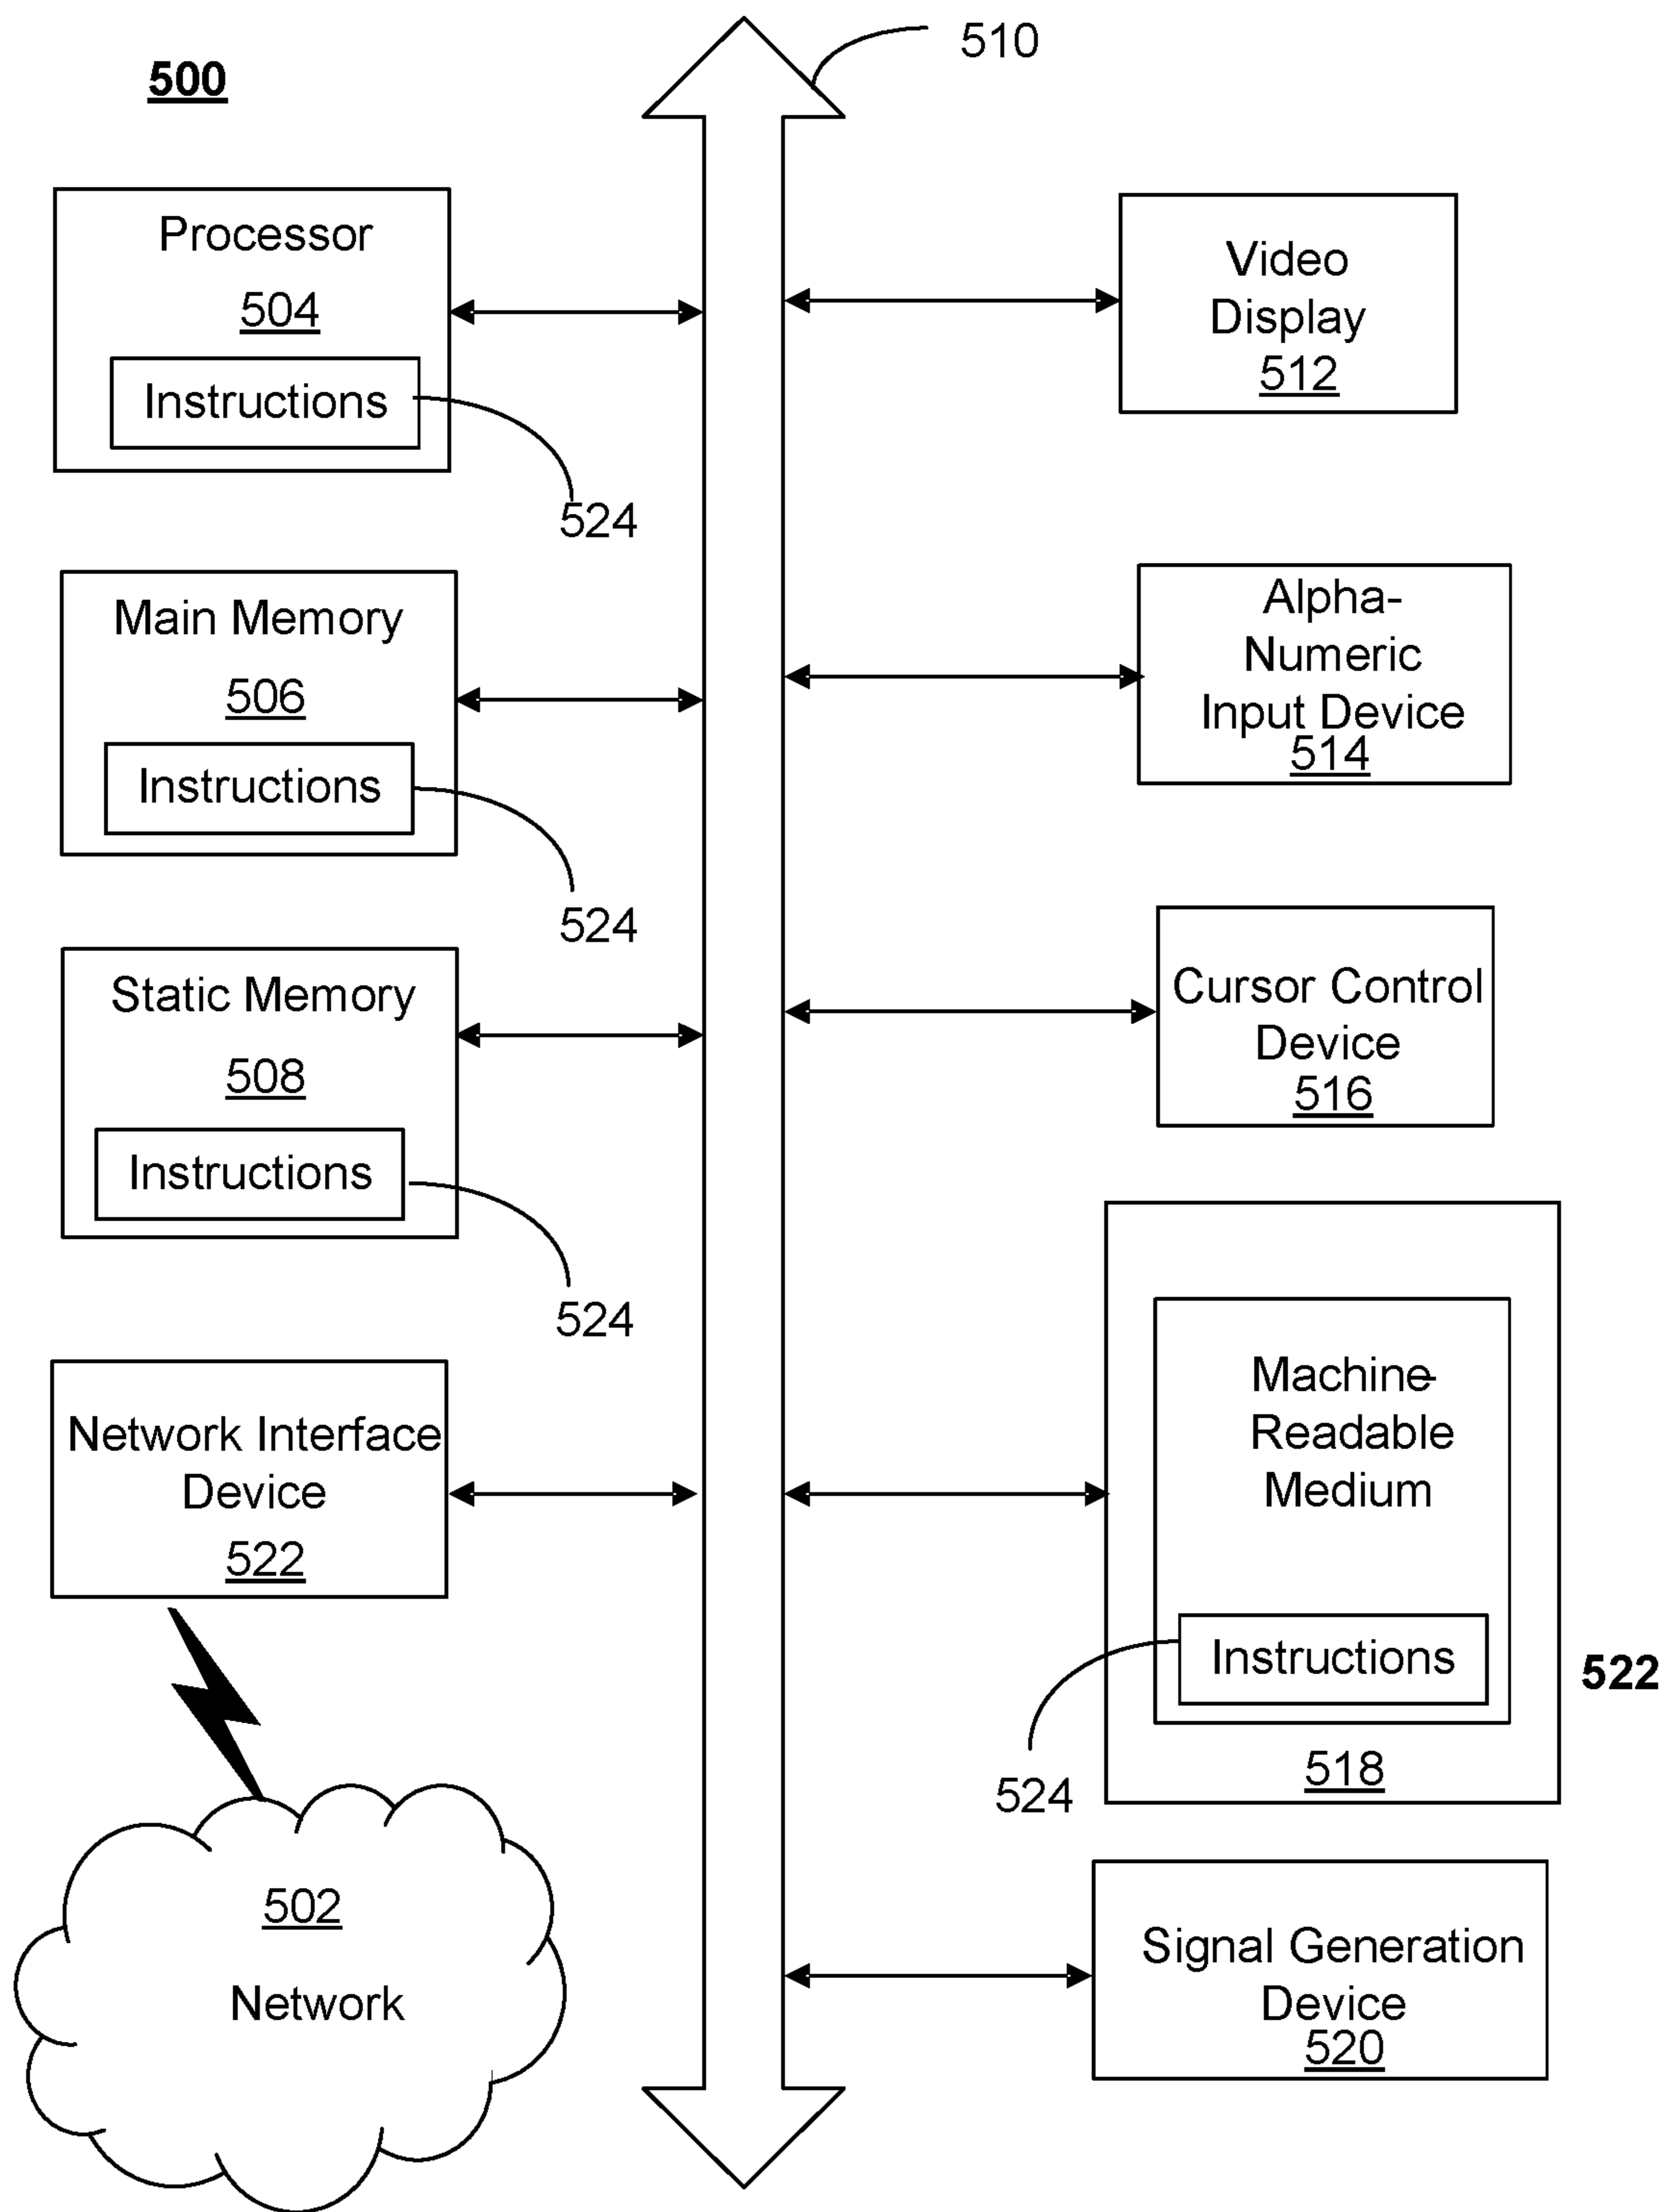 500
510
Processor
504
Instructions
524
Main Memory
506
Instructions
524
Static Memory
508
Instructions
524
Network Interface
Device
522
502
Network
Video
Display
512
Alpha-
Numeric
Input Device
514
Cursor Control
Device
516
Machine-
Readable
Medium
Instructions
522
524
518
Signal Generation
Device
520